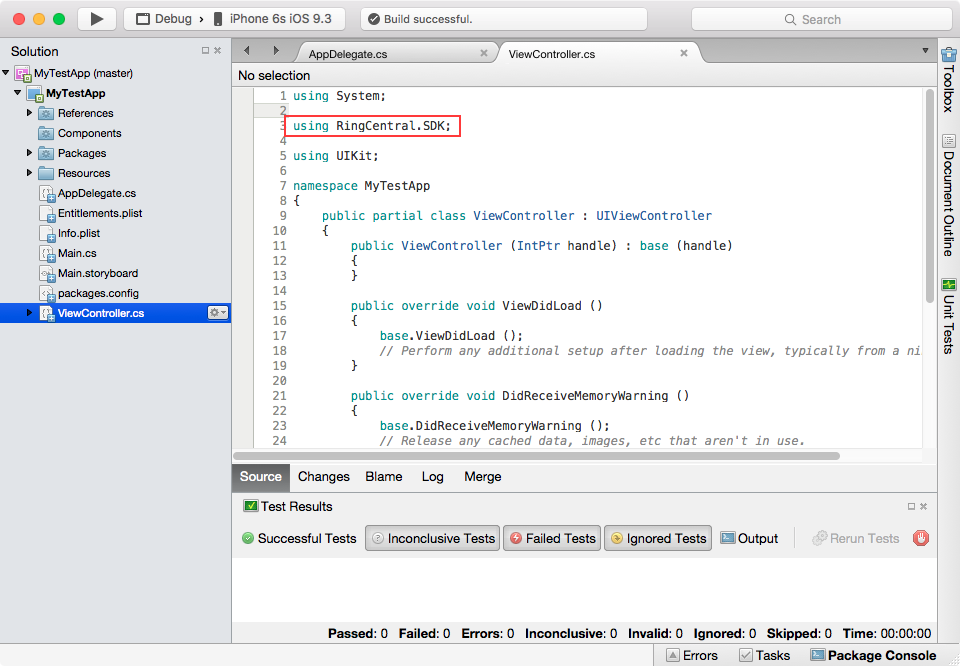 Debug › iPhone 6s iOS 9.3 Build successful. Search
Solution
MyTestApp (master)
MyTestApp
References
Components
Packages
Resources
AppDelegate.cs
Entitlements.plist
Info.plist
Main.cs
Main.storyboard
packages.config
ViewController.cs
AppDelegate.cs ViewController.cs
No selection
1 using System;
2
3 using RingCentral.SDK;
4
5 using UIKit;
6
7 namespace MyTestApp
8 {
9 public partial class ViewController : UIViewController
10 {
11 public ViewController (IntPtr handle) : base (handle)
12 {
13 }
14
15 public override void ViewDidLoad ()
16 {
17 base.ViewDidLoad ();
18 // Perform any additional setup after loading the view, typically from a ni
19 }
20
21 public override void DidReceiveMemoryWarning ()
22 {
23 base.DidReceiveMemoryWarning ();
24 // Release any cached data, images, etc that aren't in use.
Source Changes Blame Log Merge
Test Results
Successful Tests Inconclusive Tests Failed Tests Ignored Tests Output Rerun Tests
Passed: 0 Failed: 0 Errors: 0 Inconclusive: 0 Invalid: 0 Ignored: 0 Skipped: 0 Time: 00:00:00
Errors Tasks Package Console
Toolbox
Document Outline
Unit Tests